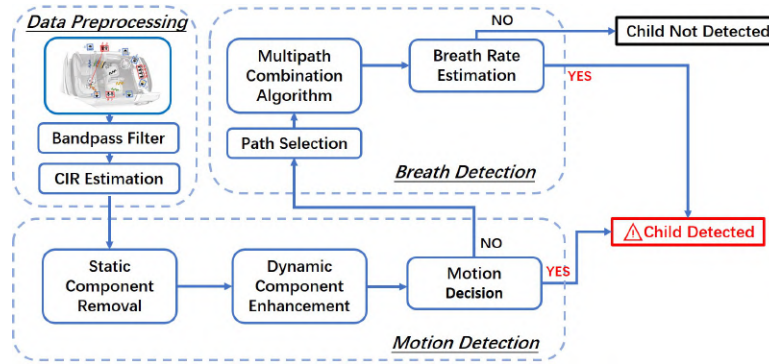 Data Preprocessing
Bandpass Filter
CIR Estimation
Multipath
Combination
Algorithm
Path Selection
Breath Rate
Estimation
NO
YES
Breath Detection
Child Not Detected
Static
Component
Removal
Dynamic
Component
Enhancement
Motion
Decision
NO
YES
Motion Detection
Child Detected